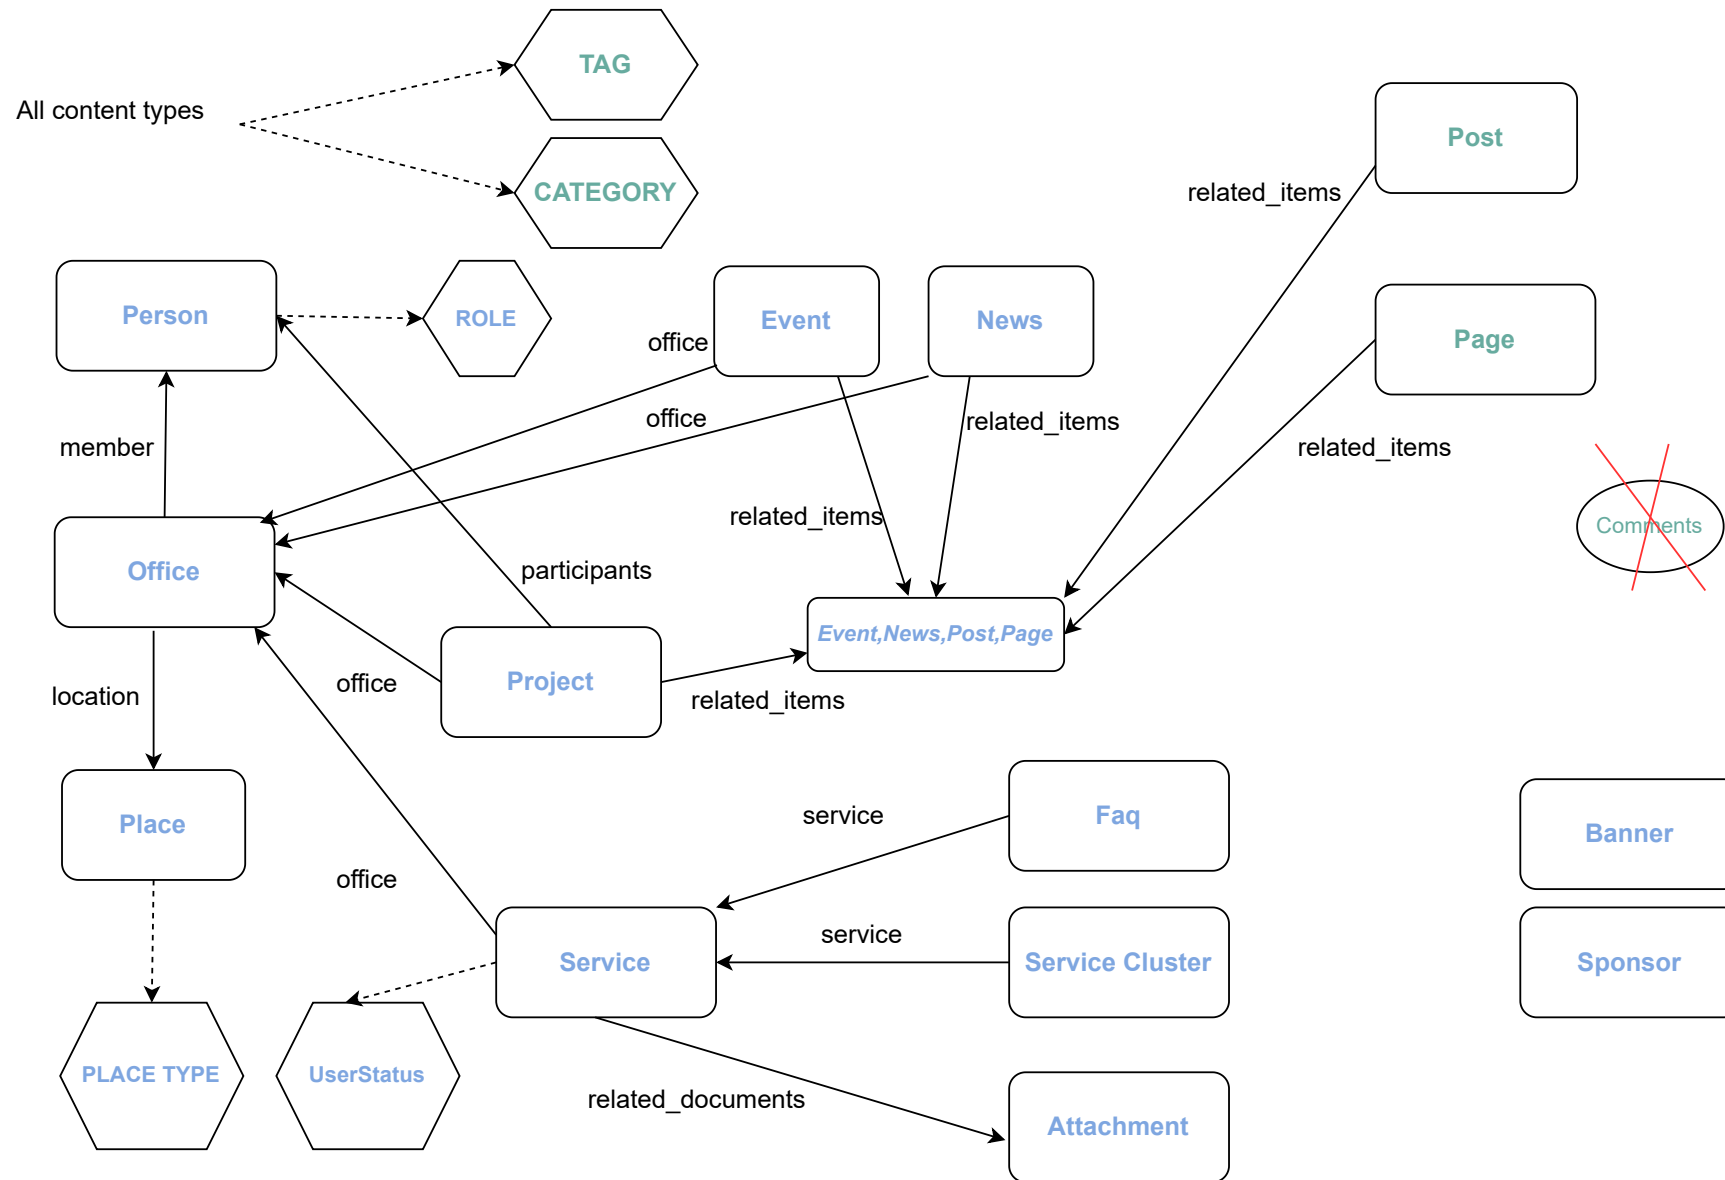 TAG
All content types
CATEGORY
Post
related_items
Person
ROLE
Event
News
Page
office
office
related_items
related_items
member
related_items
Comments
Office
participants
Event,News,Post,Page
Project
office
related_items
location
Place
service
Faq
Banner
office
service
Service
Service Cluster
Sponsor
PLACE TYPE
UserStatus
related_documents
Attachment